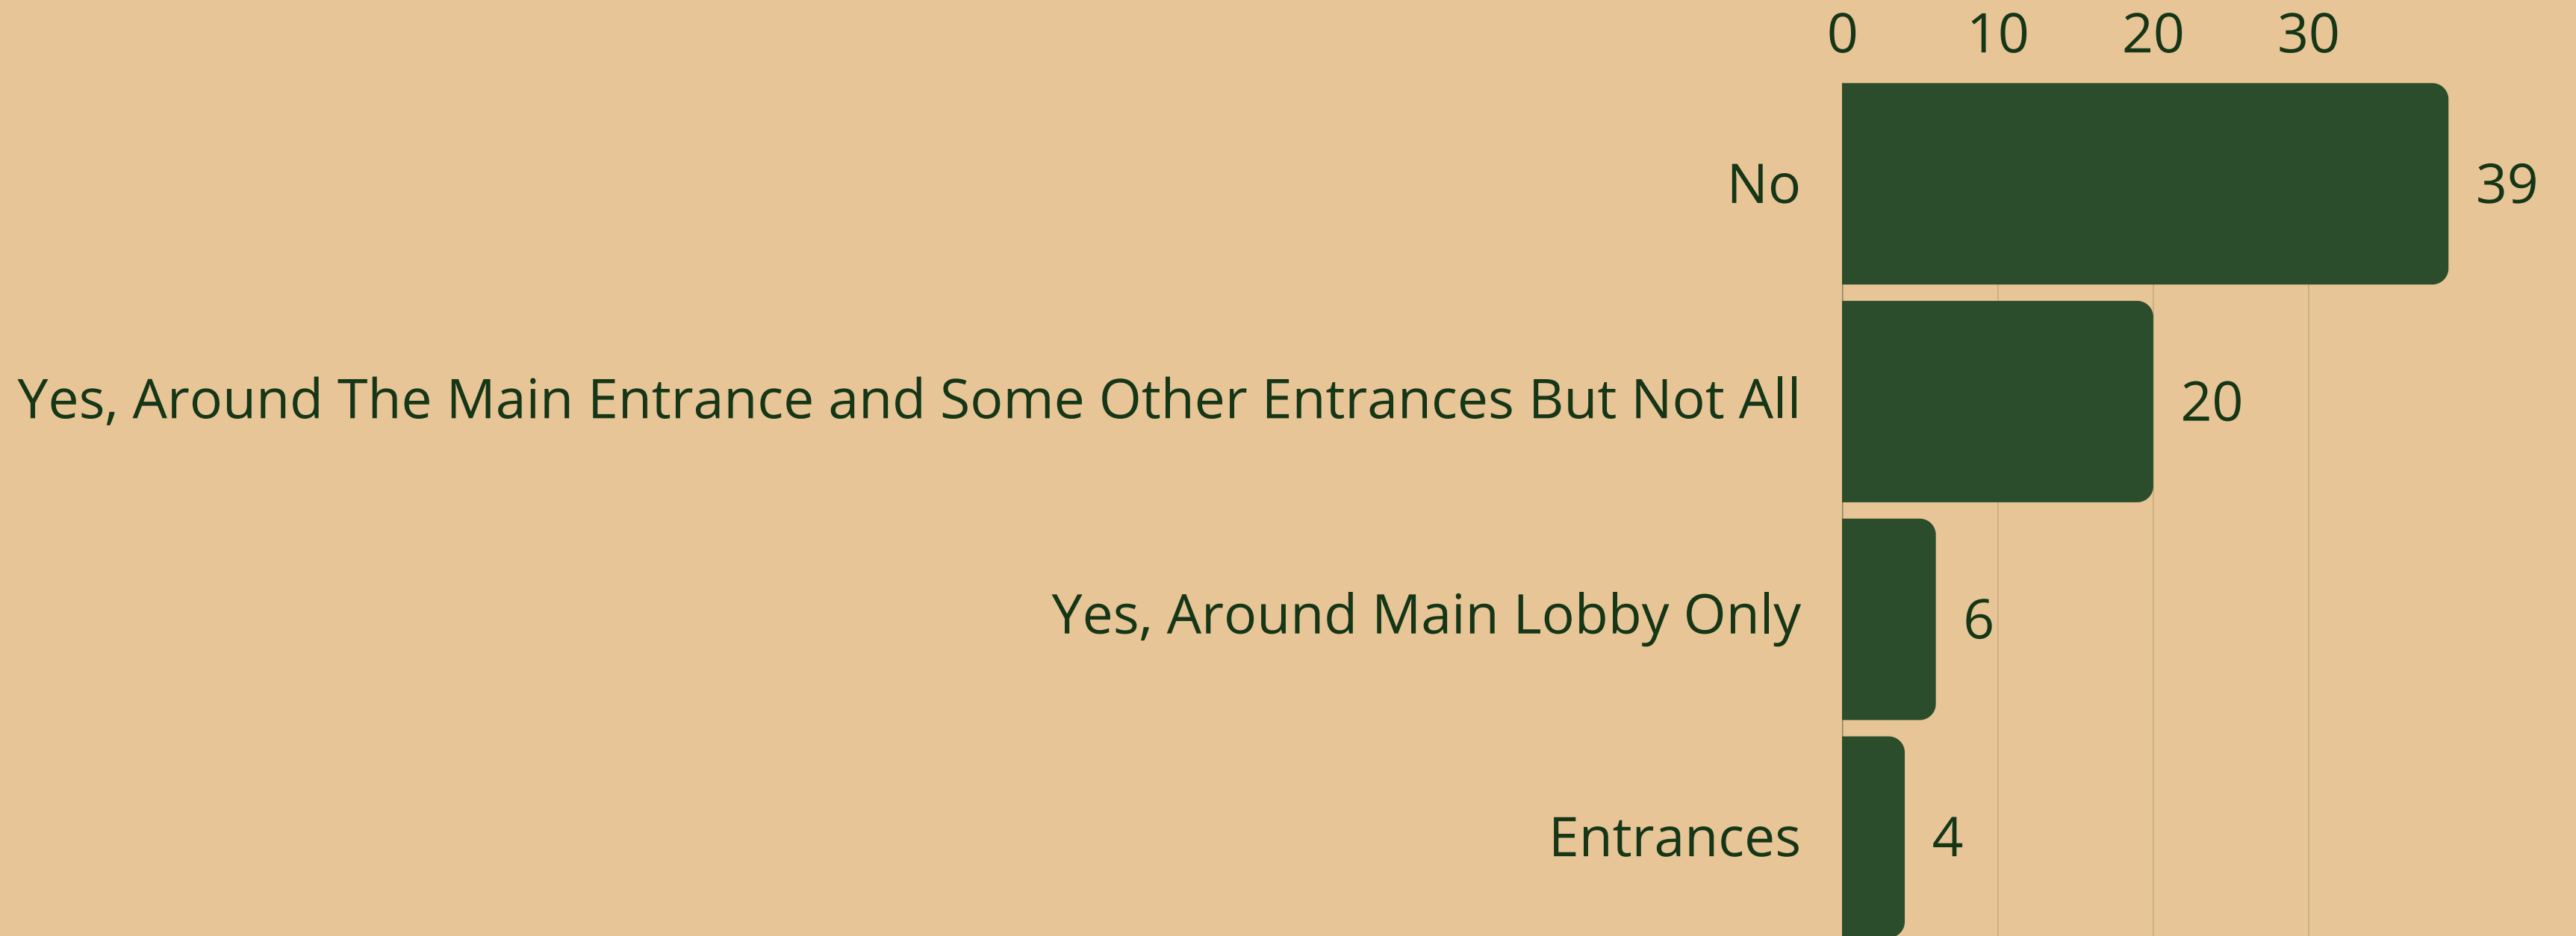 0 10 20 30
No 39
Yes, Around The Main Entrance and Some Other Entrances But Not All 20
Yes, Around Main Lobby Only 6
Entrances 4